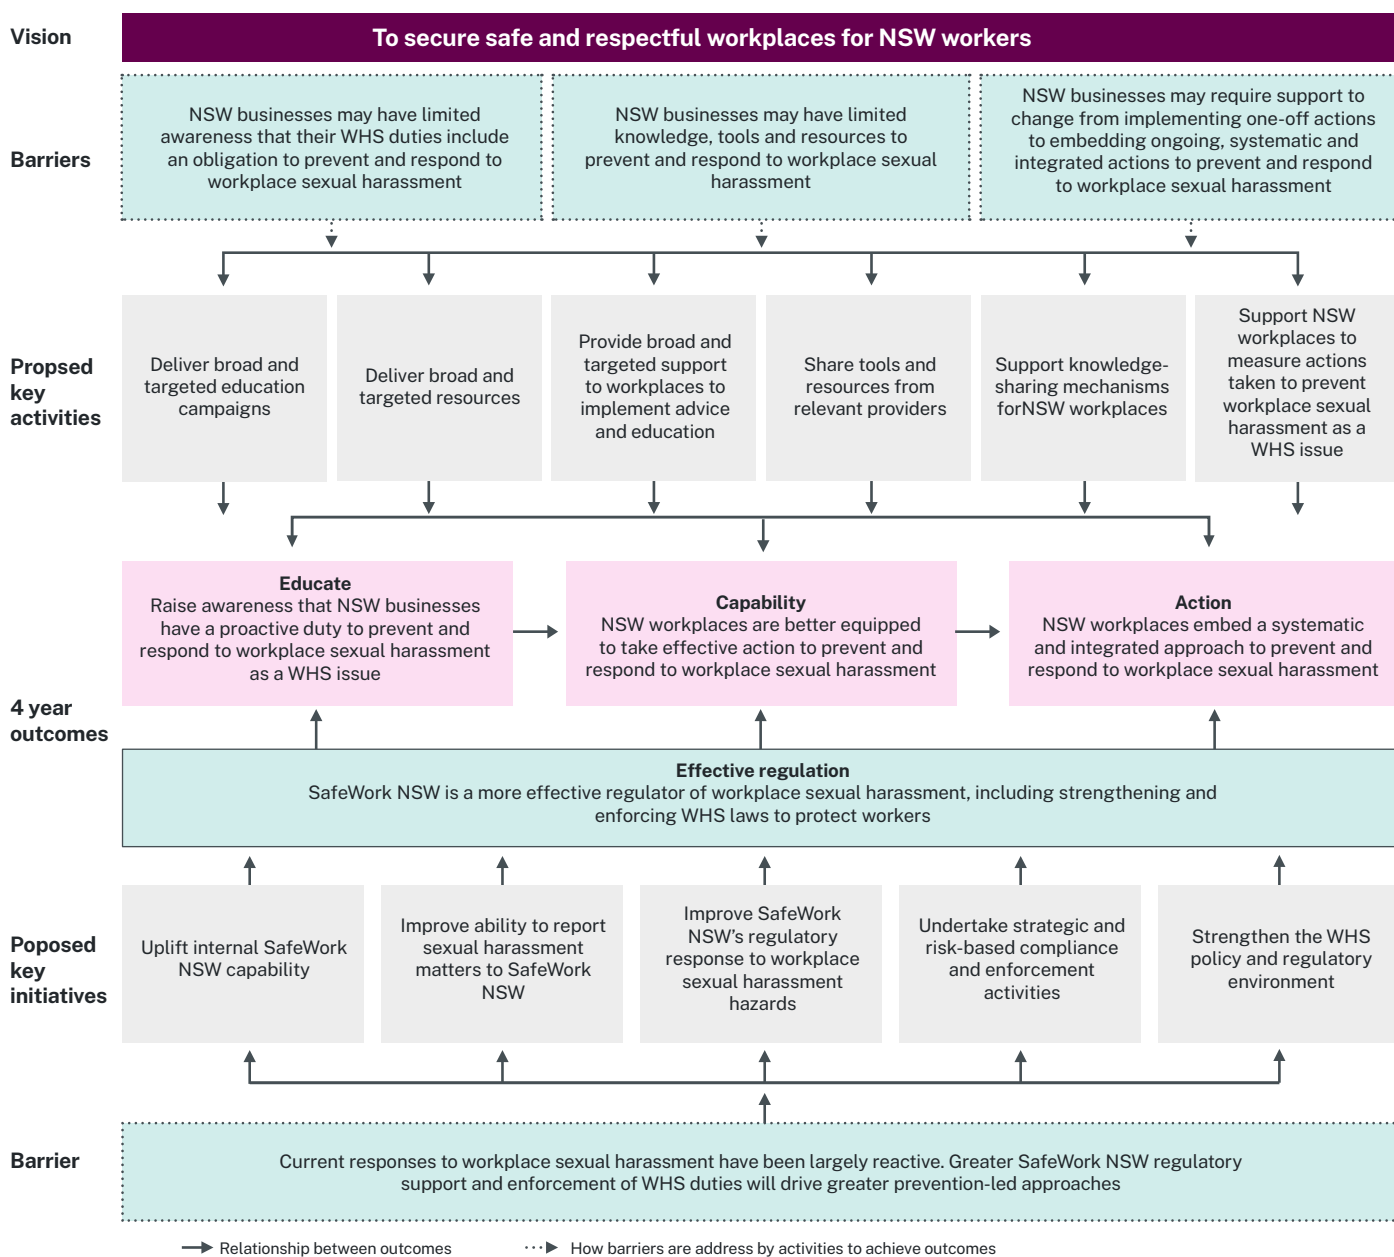 Vision
To secure safe and respectful workplaces for NSW workers
Barriers
NSW businesses may have limited
awareness that their WHS duties include
an obligation to prevent and respond to
workplace sexual harassment
NSW businesses may have limited
knowledge, tools and resources to
prevent and respond to workplace sexual
harassment
NSW businesses may require support to
change from implementing one-off actions
to embedding ongoing, systematic and
integrated actions to prevent and respond
to workplace sexual harassment
Propsed
key
activities
Deliver broad and
targeted education
campaigns
Deliver broad and
targeted resources
Provide broad and
targeted support
to workplaces to
implement advice
and education
Share tools and
resources from
relevant providers
Support knowledge-
sharing mechanisms
forNSW workplaces
Support NSW
workplaces to
measure actions
taken to prevent
workplace sexual
harassment as a
WHS issue
4 year
outcomes
Educate
Raise awareness that NSW businesses
have a proactive duty to prevent and
respond to workplace sexual harassment
as a WHS issue
Capability
NSW workplaces are better equipped
to take effective action to prevent and
respond to workplace sexual harassment
Action
NSW workplaces embed a systematic
and integrated approach to prevent and
respond to workplace sexual harassment
Effective regulation
SafeWork NSW is a more effective regulator of workplace sexual harassment, including strengthening and
enforcing WHS laws to protect workers
Poposed
key
initiatives
Uplift internal SafeWork
NSW capability
Improve ability to report
sexual harassment
matters to SafeWork
NSW
Improve SafeWork
NSW's regulatory
response to workplace
sexual harassment
hazards
Undertake strategic and
risk-based compliance
and enforcement
activities
Strengthen the WHS
policy and regulatory
environment
Barrier
Current responses to workplace sexual harassment have been largely reactive. Greater SafeWork NSW regulatory
support and enforcement of WHS duties will drive greater prevention-led approaches
Relationship between outcomes
How barriers are address by activities to achieve outcomes